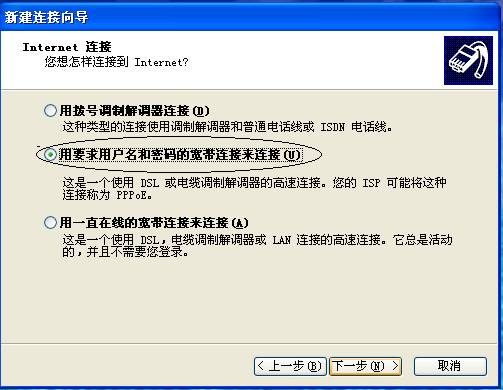 新建连接向导
Internet 连接
您想怎样连接到 Internet?
用拨号调制解调器连接(D)
这种类型的连接使用调制解调器和普通电话线或 ISDN 电话线。
用要求用户名和密码的宽带连接来连接(U)
这是一个使用 DSL 或电缆调制解调器的高速连接。您的 ISP 可能将这种
连接称为 PPPoE。
用一直在线的宽带连接来连接(A)
这是一个使用 DSL,电缆调制解调器或 LAN 连接的高速连接。它总是活动
的,并且不需要您登录。
< 上一步(B) 下一步(N) > 取消